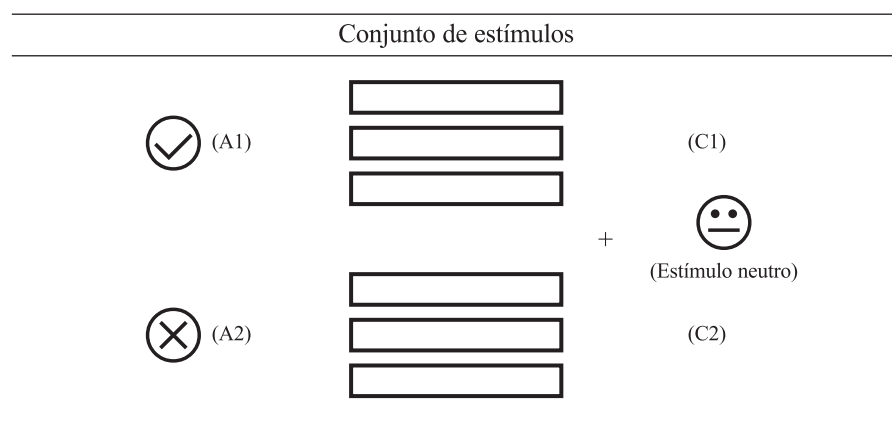 Conjunto de estímulos
(A1)
(C1)
+
(Estímulo neutro)
(A2)
(C2)